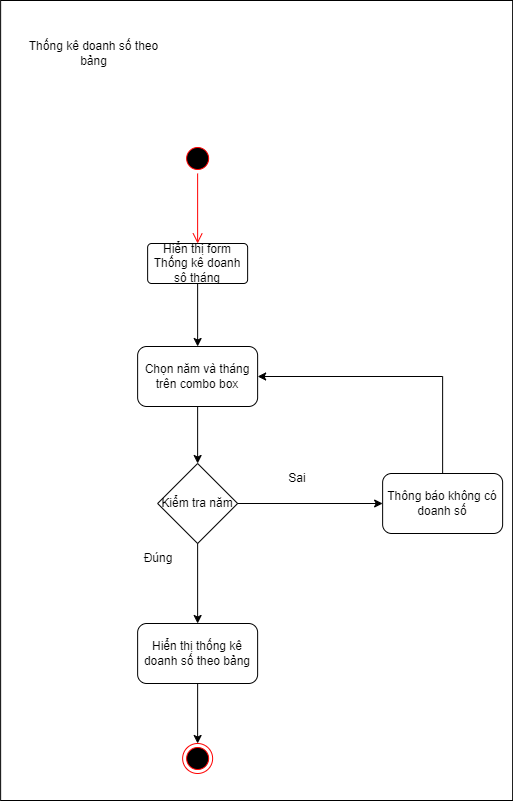 Thống kê doanh số theo
bảng
Hiển thị form
Thống kê doanh
sô tháng
Chọn năm và tháng
trên combo box
Kiểm tra năm
Sai
Thông báo không có
doanh số
Đúng
Hiển thị thống kê
doanh số theo bảng